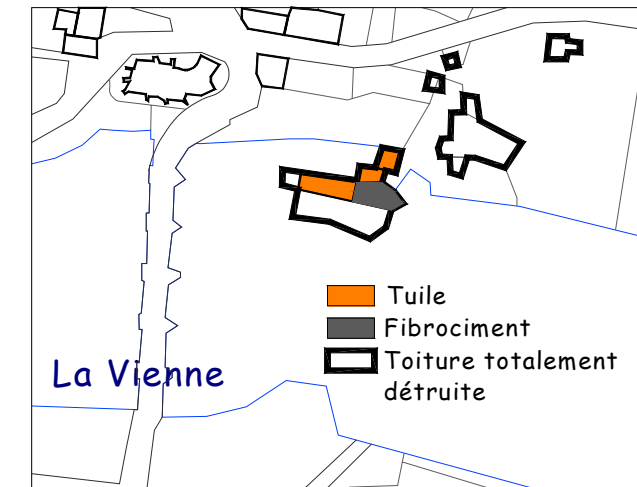 Tuile
Fibrociment
La Vienne
Toiture totalement
détruite